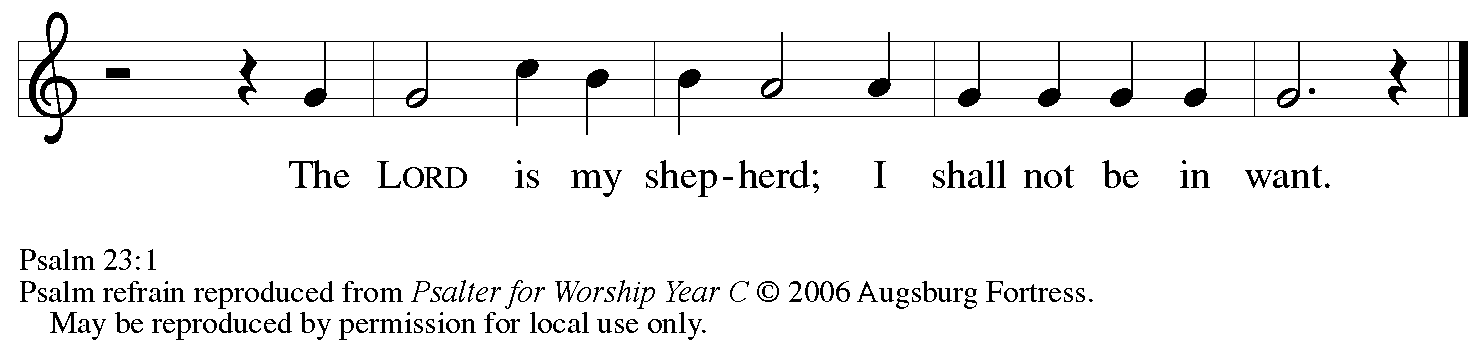 The LORD is my shep-herd; I shall not be in want.
Psalm 23:1
Psalm refrain reproduced from Psalter for Worship Year C © 2006 Augsburg Fortress.
May be reproduced by permission for local use only.